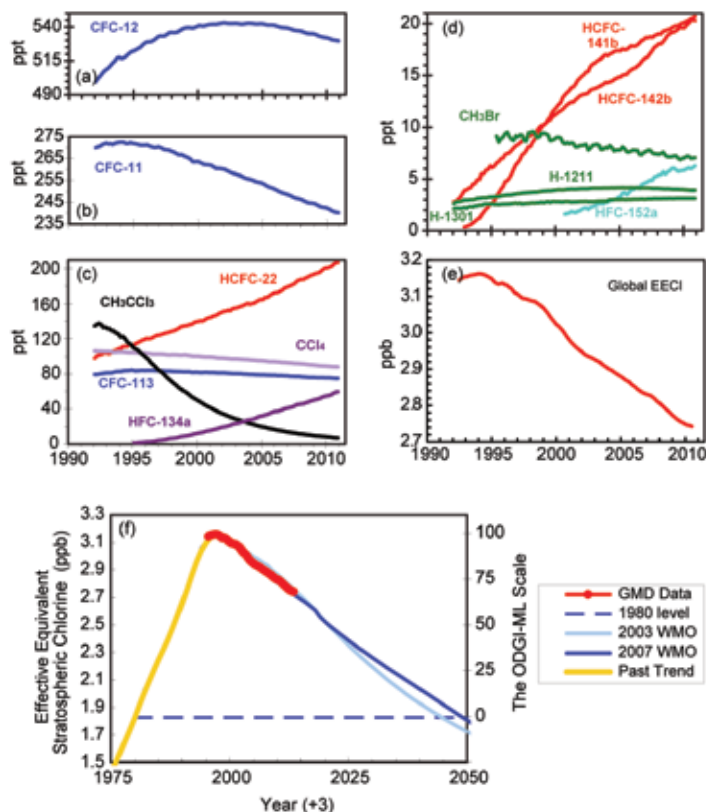 (a)
CFC-12
ppt
540
515
490
(b)
CFC-11
ppt
275
265
255
245
235
(c)
HCFC-22
CH₃CCl₃
CCl₄
CFC-113
HFC-134a
ppt
200
160
120
80
40
0
1990 1995 2000 2005 2010
(d)
HCFC-
141b
HCFC-142b
CH₃Br
H-1211
H-1301
HFC-152a
ppt
20
15
10
5
0
(e)
Global EECl
ppb
3.2
3.1
3.0
2.9
2.8
2.7
1990 1995 2000 2005 2010
(f)
Effective Equivalent
Stratospheric Chlorine (ppb)
3.3
3.1
2.9
2.7
2.5
2.3
2.1
1.9
1.7
1.5
1975 2000 2025 2050
Year (+3)
100
75
50
25
0
The ODGI-ML Scale
GMD Data
1980 level
2003 WMO
2007 WMO
Past Trend